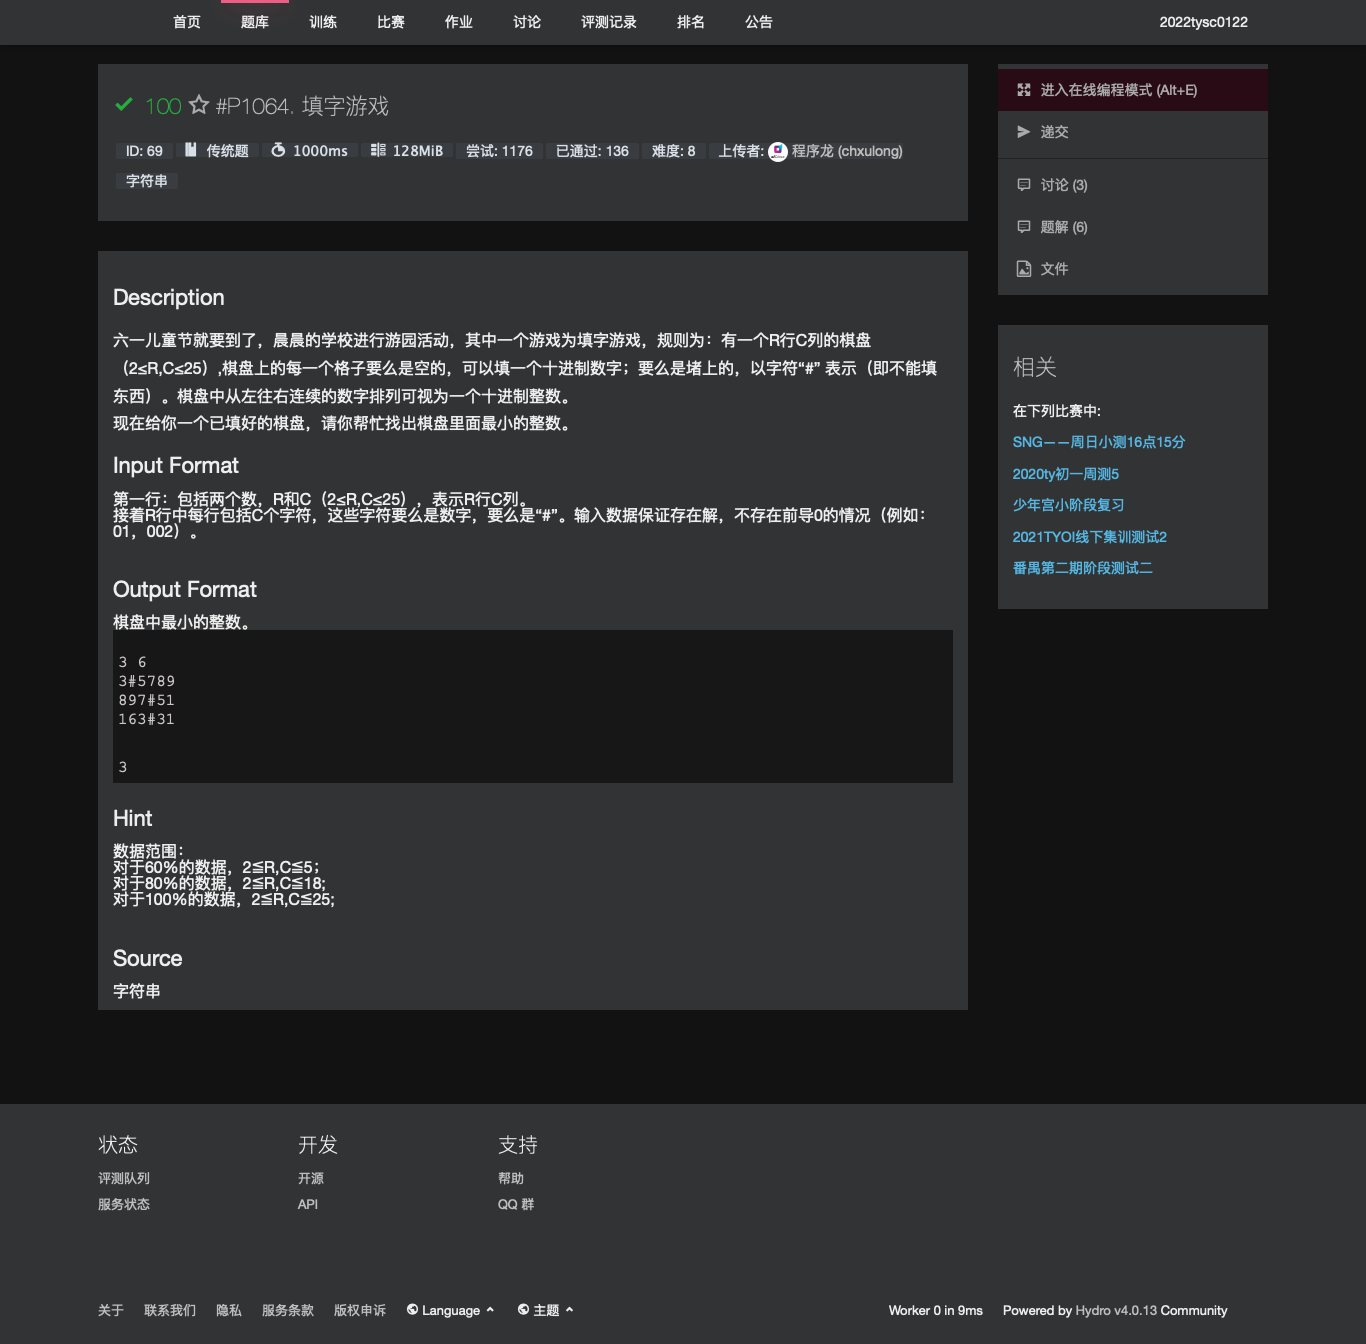 首页 题库 训练 比赛 作业 讨论 评测记录 排名 公告 2022tysc0122
100 #P1064. 填字游戏
ID: 69 传统题 1000ms 128MiB 尝试: 1176 已通过: 136 难度: 8 上传者: 程序龙 (chxulong)
字符串
Description
六一儿童节就要到了，晨晨的学校进行游园活动，其中一个游戏为填字游戏，规则为：有一个R行C列的棋盘
（2≤R,C≤25）,棋盘上的每一个格子要么是空的，可以填一个十进制数字；要么是堵上的，以字符“#” 表示（即不能填
东西）。棋盘中从左往右连续的数字排列可视为一个十进制整数。
现在给你一个已填好的棋盘，请你帮忙找出棋盘里面最小的整数。
Input Format
第一行：包括两个数，R和C（2≤R,C≤25），表示R行C列。
接着R行中每行包括C个字符，这些字符要么是数字，要么是“#”。输入数据保证存在解，不存在前导0的情况（例如：
01，002）。
Output Format
棋盘中最小的整数。
3 6
3#5789
897#51
163#31
3
Hint
数据范围：
对于60%的数据，2≦R,C≦5；
对于80%的数据，2≦R,C≦18;
对于100%的数据，2≦R,C≦25;
Source
字符串
进入在线编程模式 (Alt+E)
递交
讨论 (3)
题解 (6)
文件
相关
在下列比赛中:
SNG——周日小测16点15分
2020ty初一周测5
少年宫小阶段复习
2021TYOI线下集训测试2
番禺第二期阶段测试二
状态 开发 支持
评测队列 开源 帮助
服务状态 API QQ 群
关于 联系我们 隐私 服务条款 版权申诉 Language 主题 Worker 0 in 9ms Powered by Hydro v4.0.13 Community